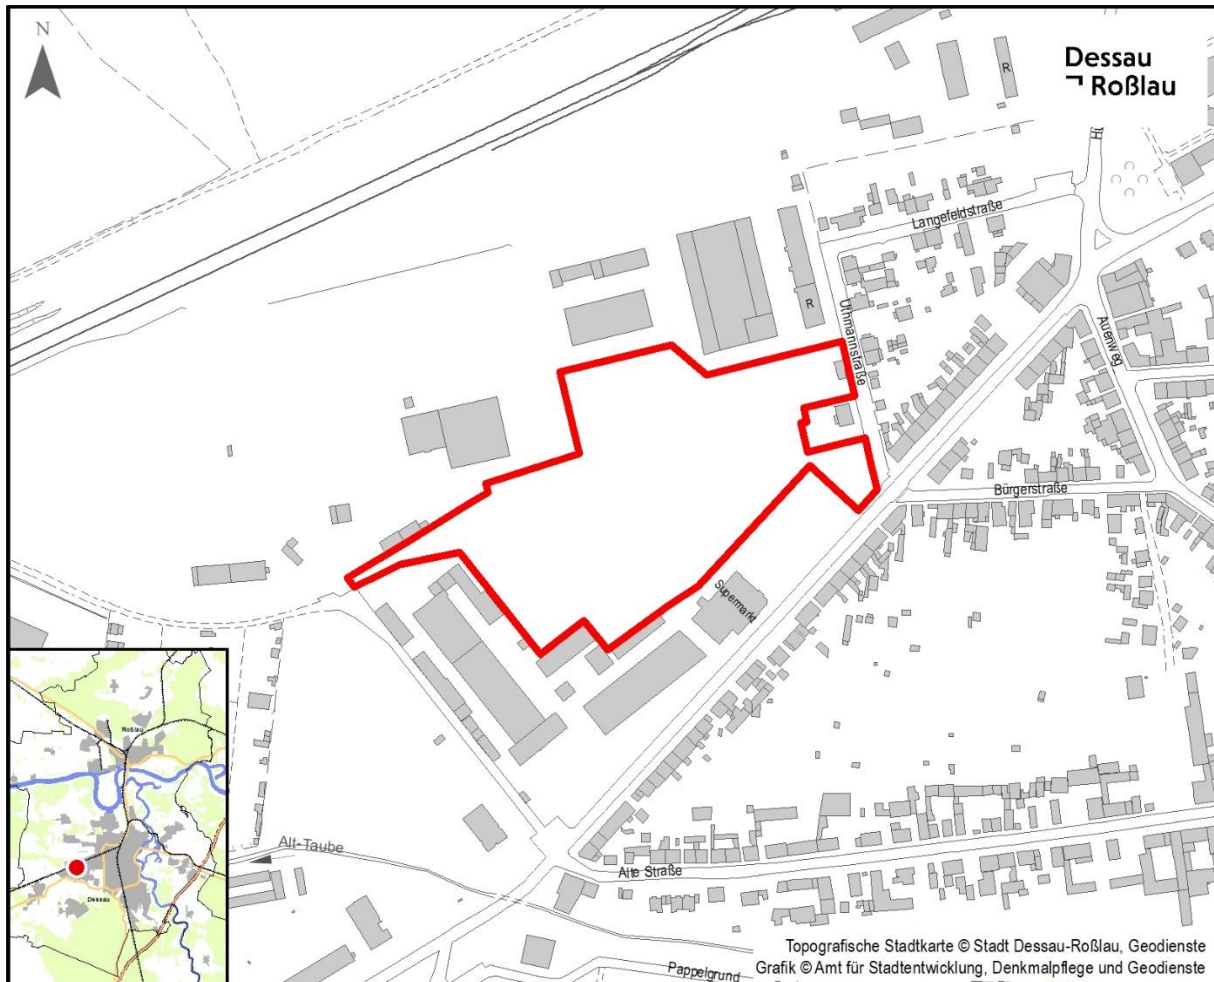 N
Dessau
Roßlau
R
Langefeldstraße
Uthmannstraße
R
Auenweg
Bürgerstraße
Supermarkt
Roßlau
Dessau
Alt-Taube
Alte Straße
Pappelgrund
Topografische Stadtkarte © Stadt Dessau-Roßlau, Geodienste
Grafik © Amt für Stadtentwicklung, Denkmalpflege und Geodienste